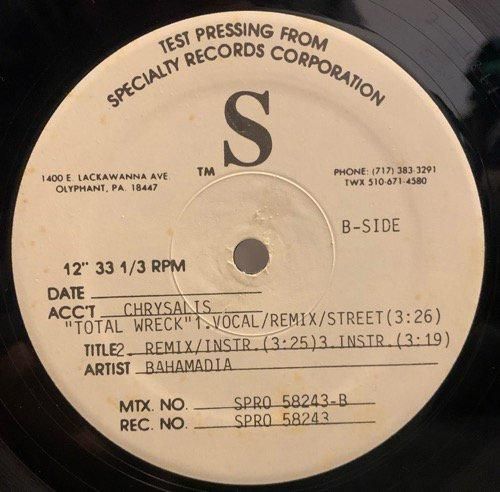 TEST PRESSING FROM
SPECIALTY RECORDS CORPORATION
S
TM
1400 E. LACKAWANNA AVE.
OLYPHANT, PA. 18447
PHONE: (717) 383-3291
TWX 510-671-4580
B-SIDE
12" 33 1/3 RPM
DATE
ACC'T CHRYSALIS
"TOTAL WRECK"1.VOCAL/REMIX/STREET(3:26)
TITLE2. REMIX/INSTR.(3:25)3.INSTR.(3:19)
ARTIST BAHAMADIA
MTX. NO. SPRO 58243-B
REC. NO. SPRO 58243